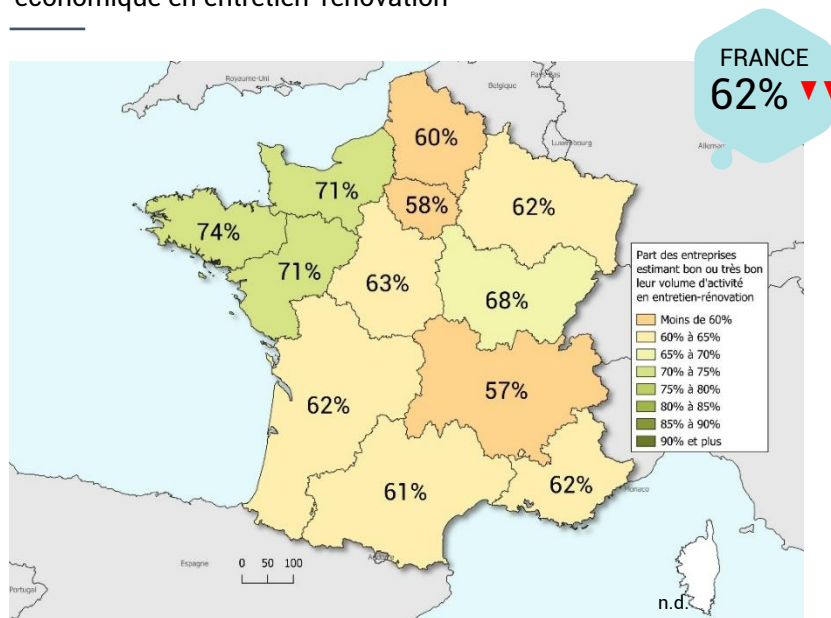 économique en entretien-rénovation
FRANCE
62%
Royaume-Uni
Pays-Bas
Belgique
Luxembourg
Allemagne
60%
71%
58%
62%
74%
71%
63%
68%
Part des entreprises
estimant bon ou très bon
leur volume d'activité
en entretien-rénovation
Moins de 60%
60% à 65%
65% à 70%
70% à 75%
75% à 80%
80% à 85%
85% à 90%
90% et plus
62%
57%
61%
62%
Monaco
Andorre
Espagne
0 50 100
Portugal
n.d.